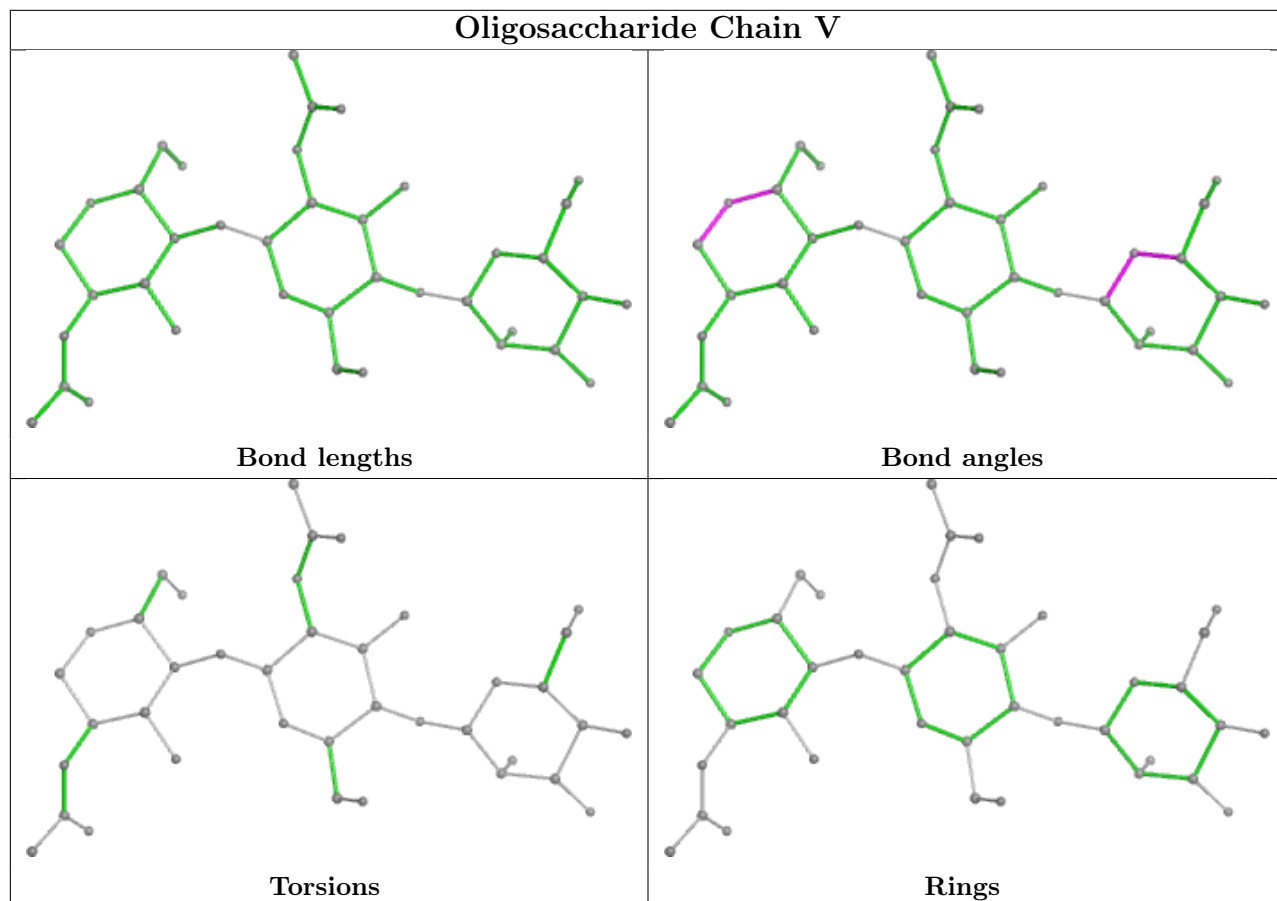 Oligosaccharide Chain V
Bond lengths
Bond angles
Torsions
Rings